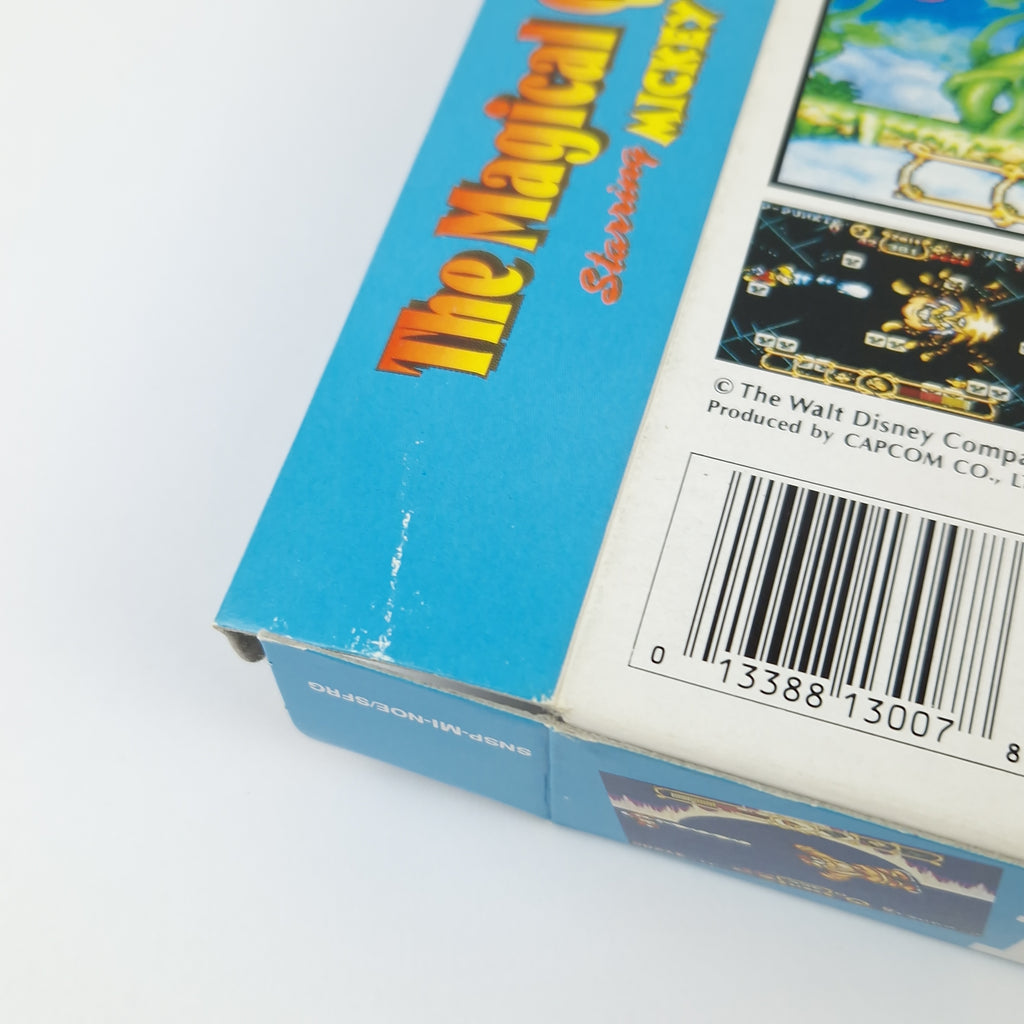 The Magical
Starring MICKEY
© The Walt Disney Compa
Produced by CAPCOM CO., L
0 13388 13007 8
SNSP-MI-NOE/SFRG